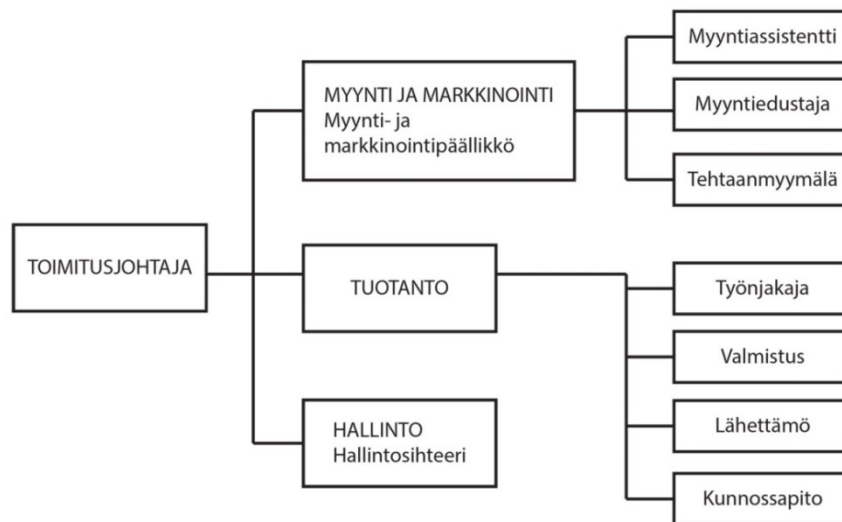 TOIMITUSJOHTAJA
MYYNTI JA MARKKINOINTI
Myynti- ja
markkinointipäällikkö
Myyntiassistentti
Myyntiedustaja
Tehtaanmyymälä
TUOTANTO
Työnjakaja
Valmistus
Lähettämö
Kunnossapito
HALLINTO
Hallintosihteeri